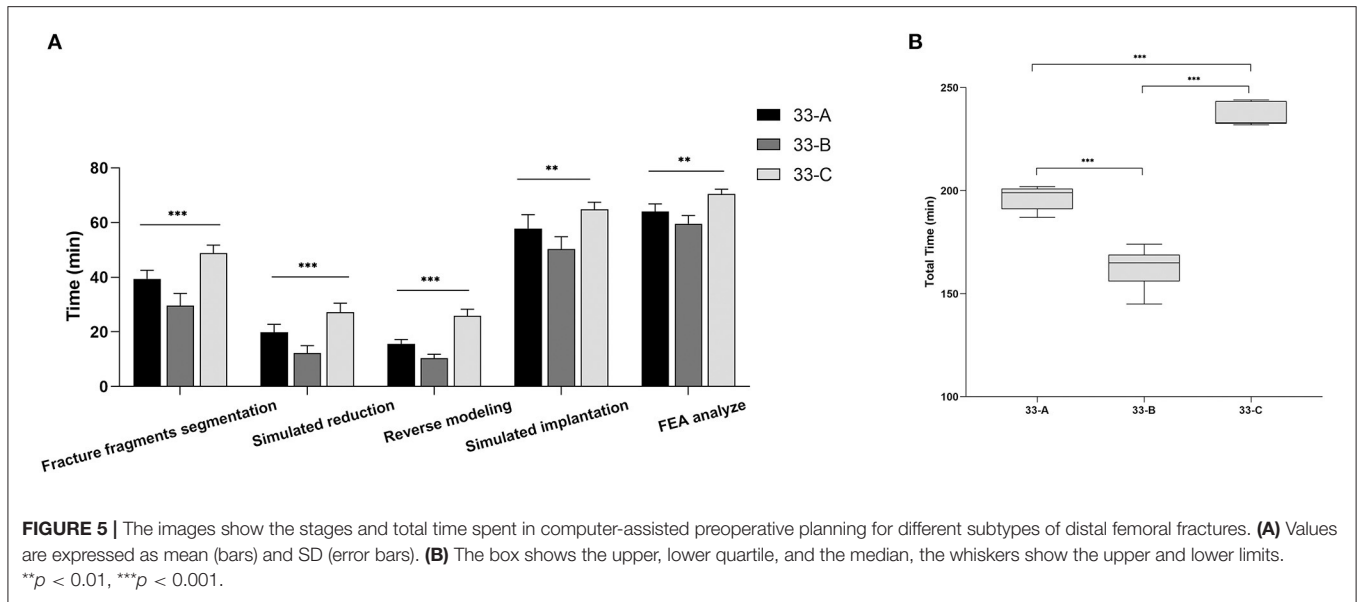 A
B
33-A
33-B
33-C
Time (min)
80
60
40
20
0
***
***
***
**
**
Fracture fragments segmentation
Simulated reduction
Reverse modeling
Simulated implantation
FEA analyze
Total Time (min)
250
200
150
100
***
***
***
33-A
33-B
33-C
FIGURE 5 | The images show the stages and total time spent in computer-assisted preoperative planning for different subtypes of distal femoral fractures. (A) Values
are expressed as mean (bars) and SD (error bars). (B) The box shows the upper, lower quartile, and the median, the whiskers show the upper and lower limits.
**p < 0.01, ***p < 0.001.